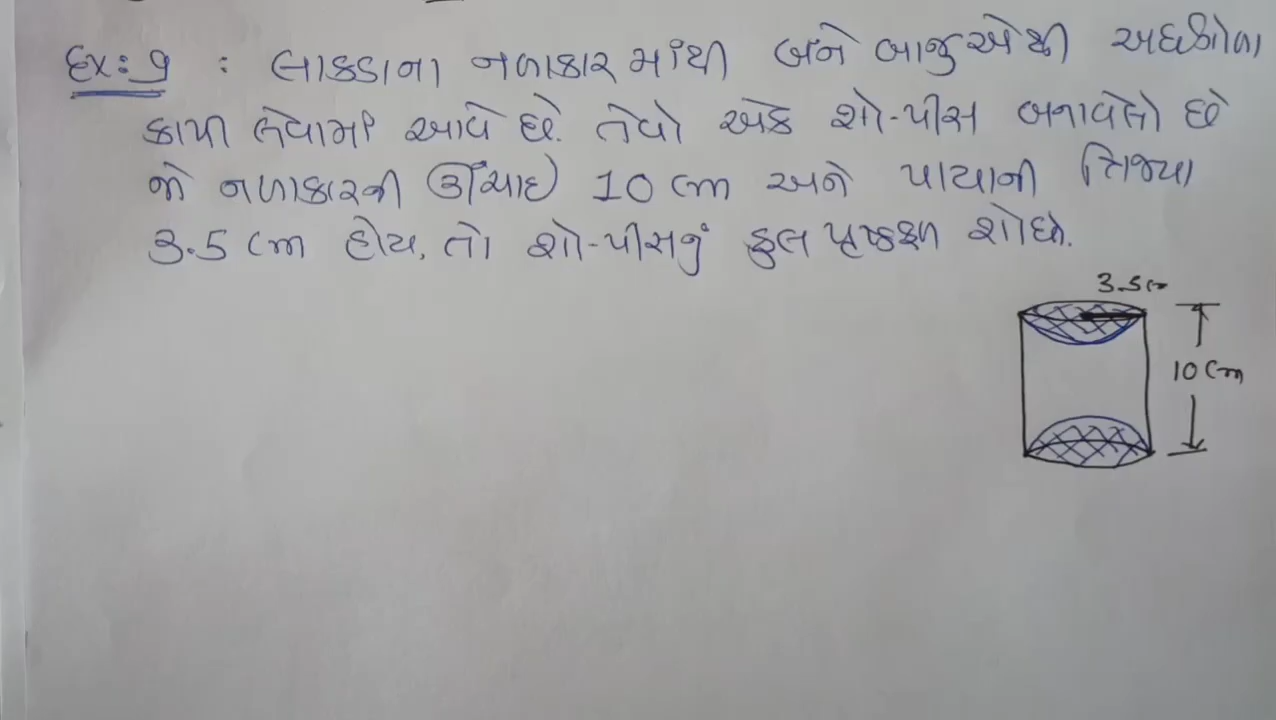 Ex: 9 : લાકડાના નળાકાર માંથી બંને બાજુએથી અર્ધગોળા
કાપી લેવામાં આવે છે. તેવો એક શો-પીસ બનાવેલો છે
જો નળાકારની ઊંચાઇ 10 cm અને પાયાની ત્રિજ્યા
3.5 cm હોય, તો શો-પીસનું કુલ પૃષ્ઠફળ શોધો.
3.5cm
10 Cm